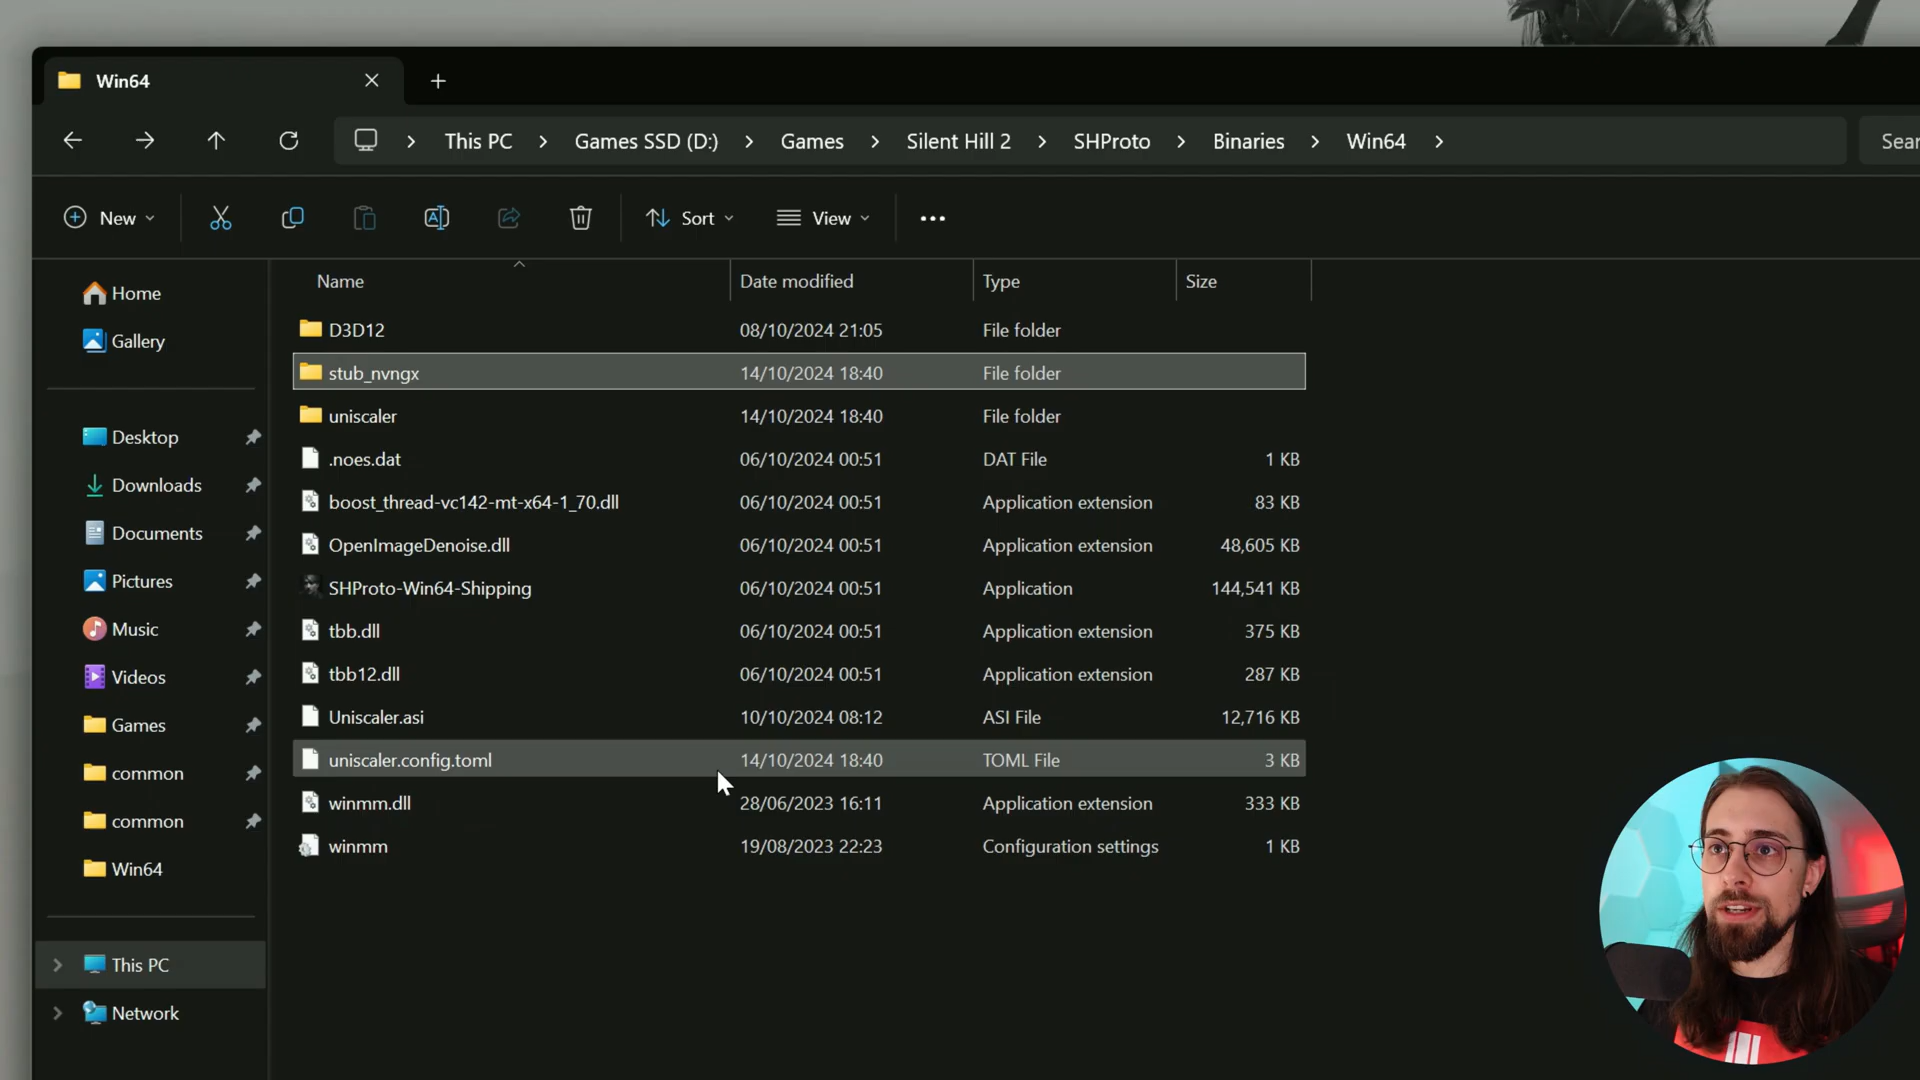 Win64
This PC Games SSD (D:) Games Silent Hill 2 SHProto Binaries Win64
Sear
New Sort View
Name Date modified Type Size
Home
Gallery
Desktop
Downloads
Documents
Pictures
Music
Videos
Games
common
common
Win64
This PC
Network
D3D12 08/10/2024 21:05 File folder
stub_nvngx 14/10/2024 18:40 File folder
uniscaler 14/10/2024 18:40 File folder
.noes.dat 06/10/2024 00:51 DAT File 1 KB
boost_thread-vc142-mt-x64-1_70.dll 06/10/2024 00:51 Application extension 83 KB
OpenImageDenoise.dll 06/10/2024 00:51 Application extension 48,605 KB
SHProto-Win64-Shipping 06/10/2024 00:51 Application 144,541 KB
tbb.dll 06/10/2024 00:51 Application extension 375 KB
tbb12.dll 06/10/2024 00:51 Application extension 287 KB
Uniscaler.asi 10/10/2024 08:12 ASI File 12,716 KB
uniscaler.config.toml 14/10/2024 18:40 TOML File 3 KB
winmm.dll 28/06/2023 16:11 Application extension 333 KB
winmm 19/08/2023 22:23 Configuration settings 1 KB